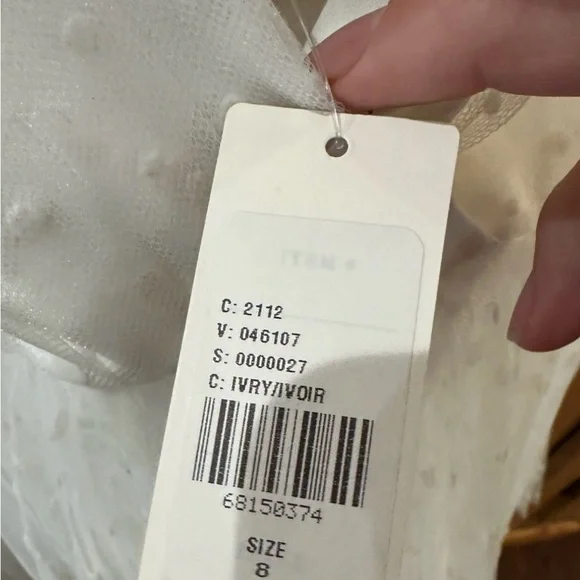 C: 2112
V: 046107
S: 0000027
C: IVRY/IVOIR
68150374
SIZE
8